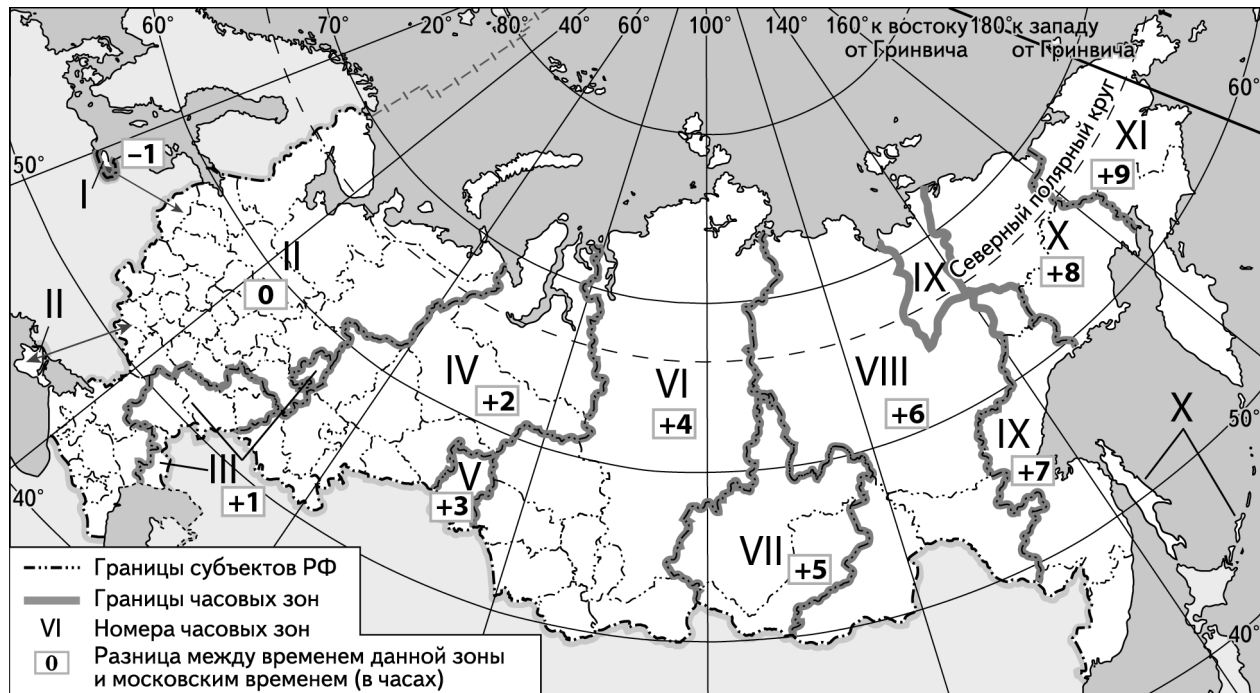 60° 70° 20° 80° 40° 60° 100° 140° 160° к востоку 180° к западу
от Гринвича от Гринвича
60°
50°
Северный полярный круг
–1
I
XI
+9
II
0
X
+8
IX
II
IV
+2
VI
+4
VIII
+6
X
50°
IX
+7
V
+3
III
+1
40°
VII
+5
40°
Границы субъектов РФ
Границы часовых зон
VI Номера часовых зон
0 Разница между временем данной зоны
и московским временем (в часах)